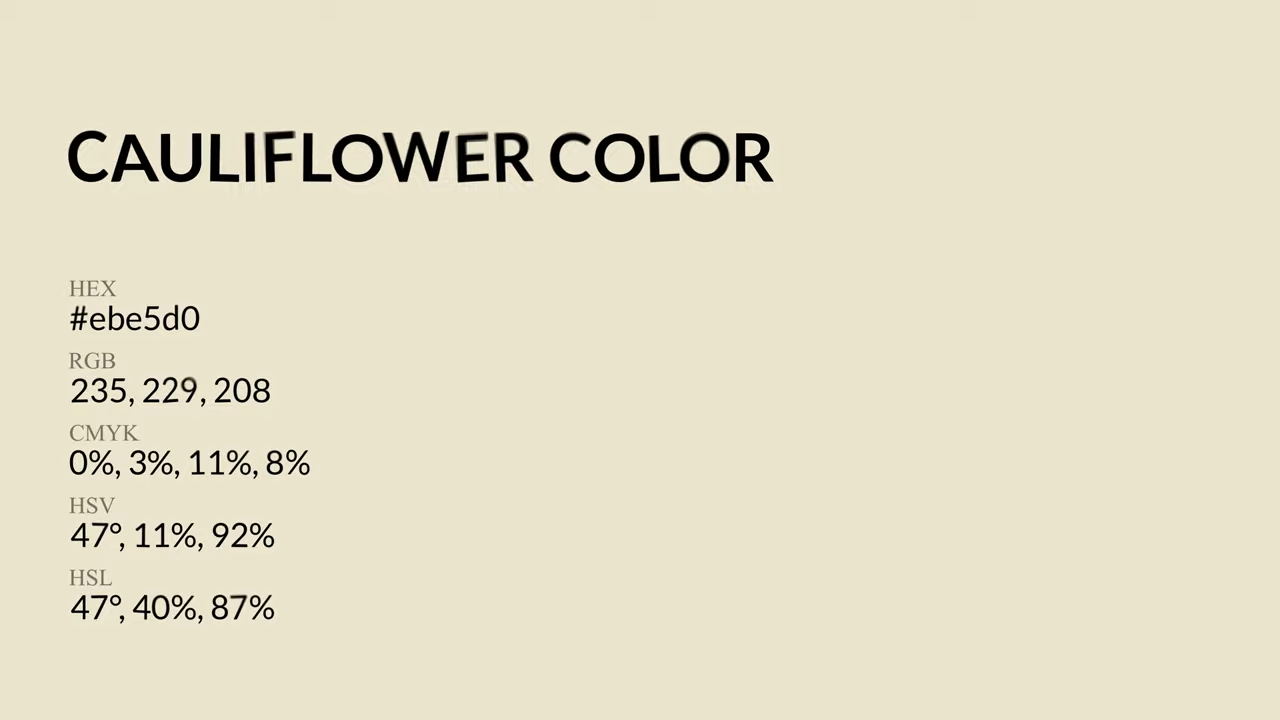 CAULIFLOWER COLOR
HEX
#ebe5d0
RGB
235, 229, 208
CMYK
0%, 3%, 11%, 8%
HSV
47°, 11%, 92%
HSL
47°, 40%, 87%